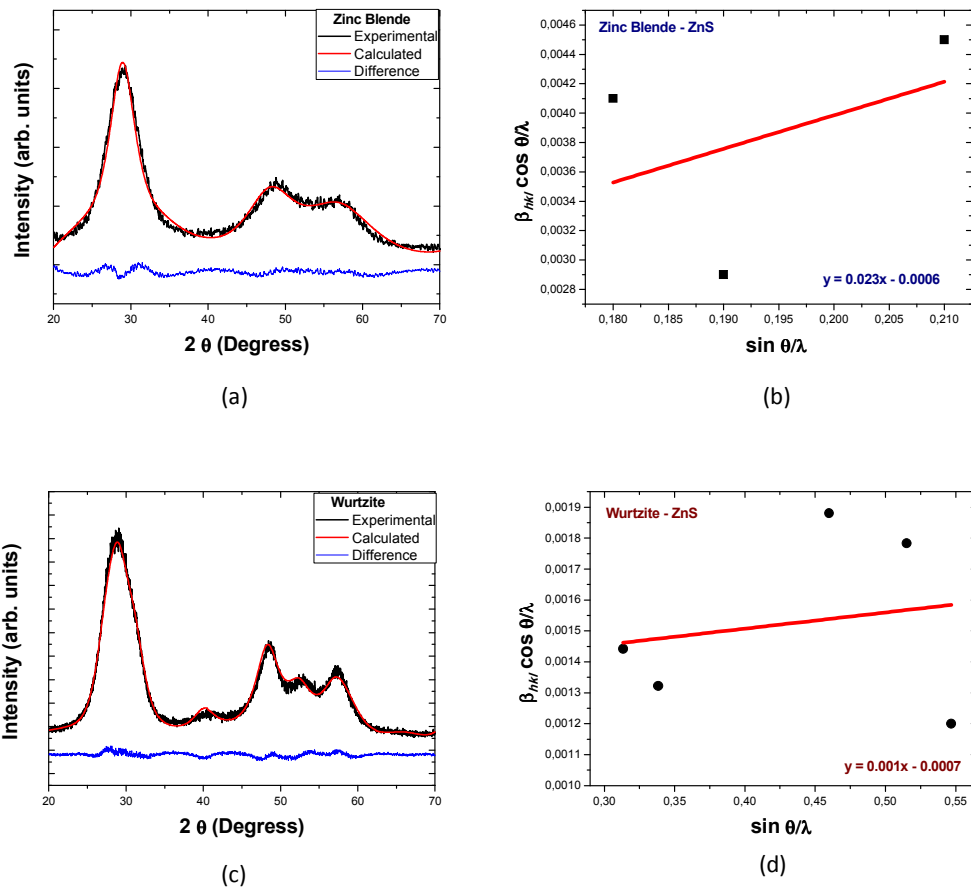 Zinc Blende
Experimental
Calculated
Difference
Intensity (arb. units)
20 30 40 50 60 70
2 θ (Degress)
(a)
Zinc Blende - ZnS
0,0046
0,0044
0,0042
0,0040
0,0038
0,0036
0,0034
0,0032
0,0030
0,0028
β hkl cos θ/λ
y = 0.023x - 0.0006
0,180 0,185 0,190 0,195 0,200 0,205 0,210
sin θ/λ
(b)
Wurtzite
Experimental
Calculated
Difference
Intensity (arb. units)
20 30 40 50 60 70
2 θ (Degress)
(c)
Wurtzite - ZnS
0,0019
0,0018
0,0017
0,0016
0,0015
0,0014
0,0013
0,0012
0,0011
0,0010
β hkl cos θ/λ
y = 0.001x - 0.0007
0,30 0,35 0,40 0,45 0,50 0,55
sin θ/λ
(d)